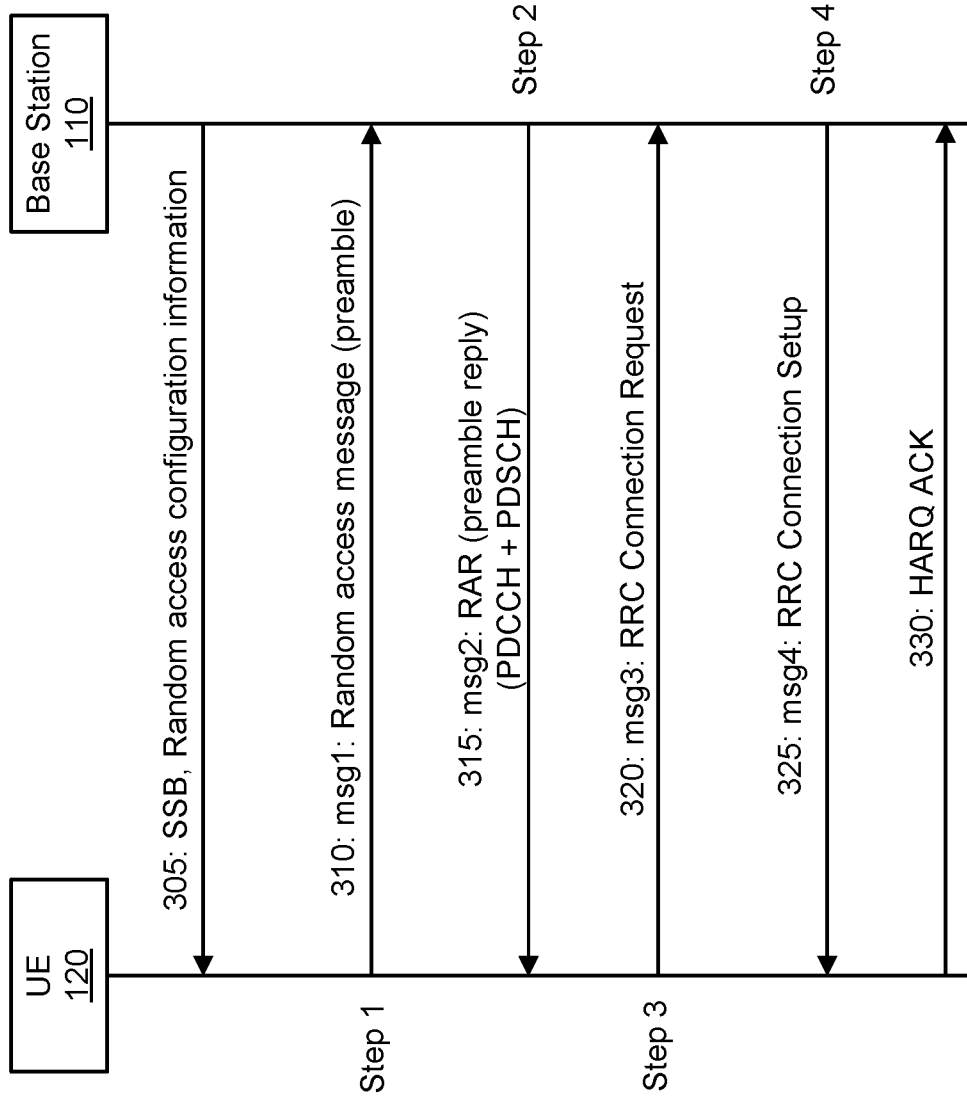 UE
120
Base Station
110
305: SSB, Random access configuration information
Step 1
310: msg1: Random access message (preamble)
315: msg2: RAR (preamble reply)
(PDCCH + PDSCH)
Step 2
Step 3
320: msg3: RRC Connection Request
325: msg4: RRC Connection Setup
Step 4
330: HARQ ACK